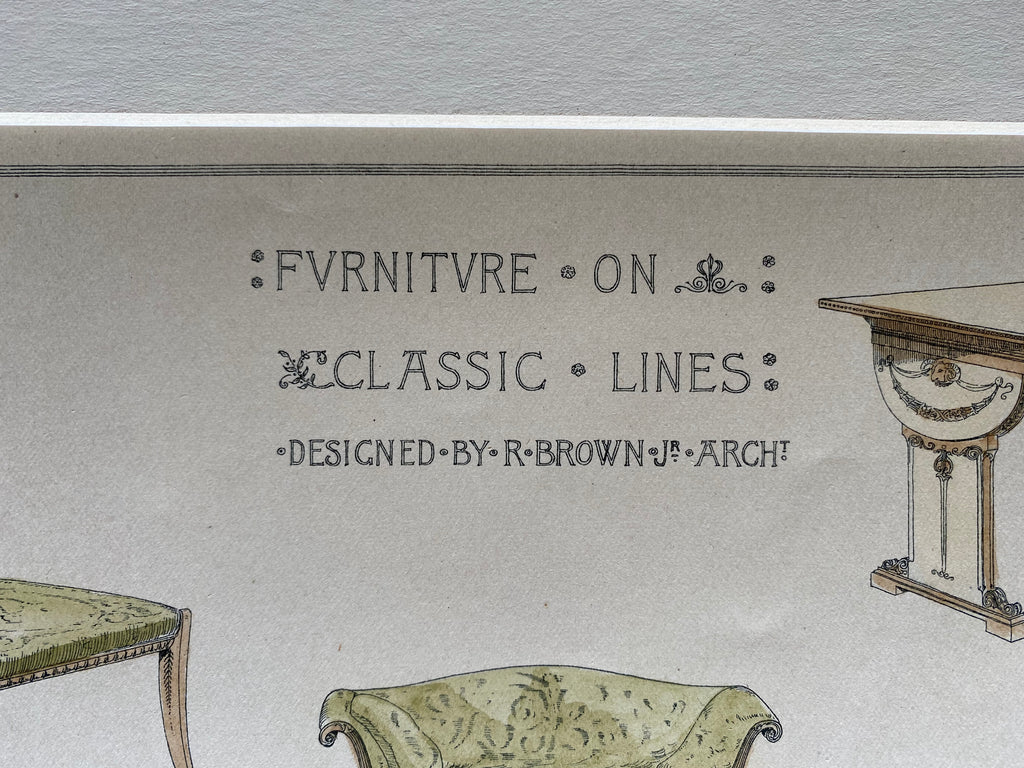 FVRNITVRE · ON
CLASSIC · LINES
·DESIGNED·BY·R·BROWN·JR·ARCHT